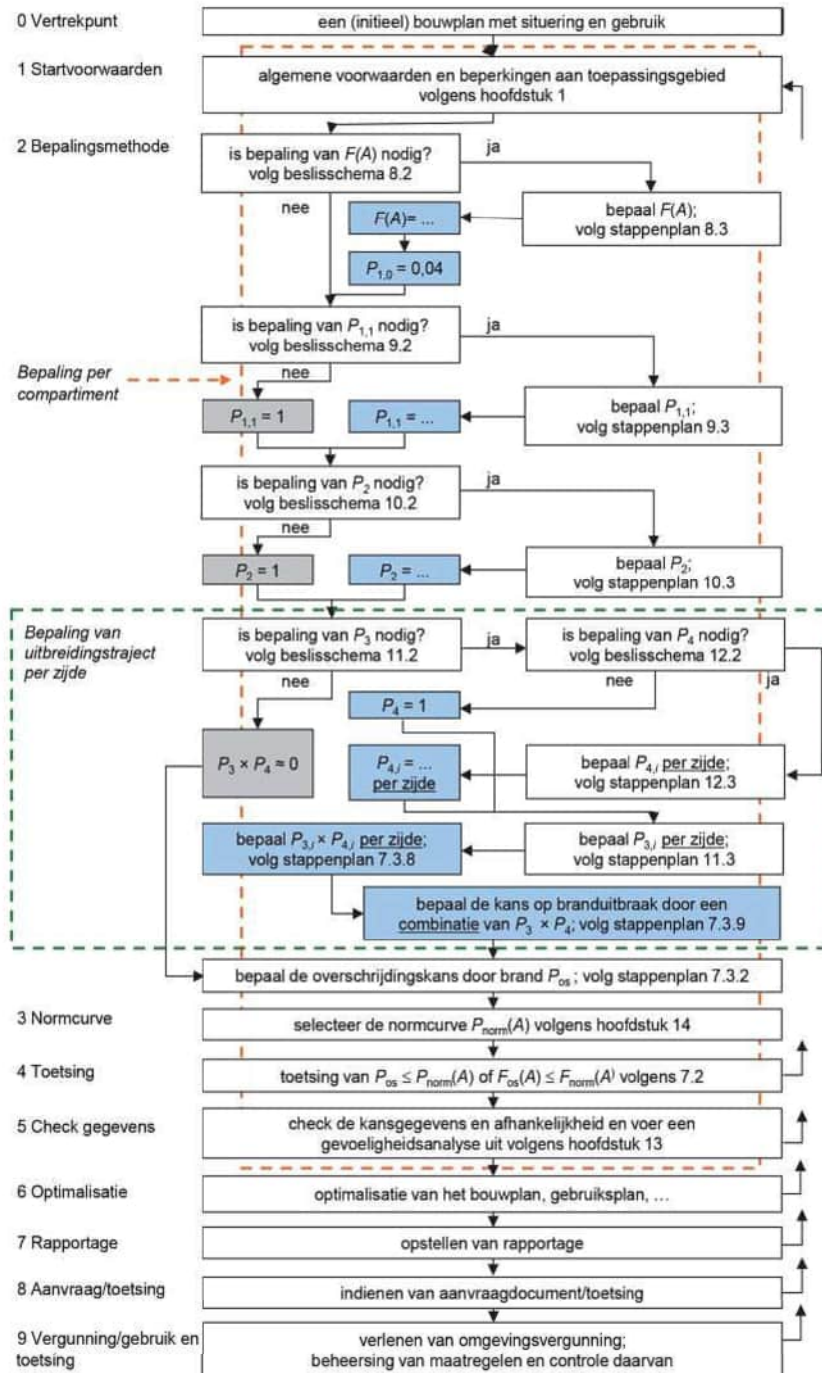 0 Vertrekpunt
een (initieel) bouwplan met situering en gebruik
1 Startvoorwaarden
algemene voorwaarden en beperkingen aan toepassingsgebied
volgens hoofdstuk 1
2 Bepalingsmethode
is bepaling van F(A) nodig?
volg beslisschema 8.2
ja
nee
bepaal F(A);
volg stappenplan 8.3
F(A)= ...
P1,0 = 0,04
is bepaling van P1,1 nodig?
volg beslisschema 9.2
ja
nee
Bepaling per
compartiment
P1,1 = 1
P1,1 = ...
bepaal P1,1;
volg stappenplan 9.3
is bepaling van P2 nodig?
volg beslisschema 10.2
ja
nee
P2 = 1
P2 = ...
bepaal P2;
volg stappenplan 10.3
Bepaling van
uitbreidingstraject
per zijde
is bepaling van P3 nodig?
volg beslisschema 11.2
ja
is bepaling van P4 nodig?
volg beslisschema 12.2
nee
nee
ja
P4 = 1
P3 × P4 = 0
P4,i = ...
per zijde
bepaal P4,i per zijde;
volg stappenplan 12.3
bepaal P3,i × P4,i per zijde;
volg stappenplan 7.3.8
bepaal P3,i per zijde;
volg stappenplan 11.3
bepaal de kans op branduitbraak door een
combinatie van P3 × P4; volg stappenplan 7.3.9
bepaal de overschrijdingskans door brand Pos; volg stappenplan 7.3.2
3 Normcurve
selecteer de normcurve Pnorm(A) volgens hoofdstuk 14
4 Toetsing
toetsing van Pos ≤ Pnorm(A) of Fos(A) ≤ Fnorm(A) volgens 7.2
5 Check gegevens
check de kansgegevens en afhankelijkheid en voer een
gevoeligheidsanalyse uit volgens hoofdstuk 13
6 Optimalisatie
optimalisatie van het bouwplan, gebruiksplan, ...
7 Rapportage
opstellen van rapportage
8 Aanvraag/toetsing
indienen van aanvraagdocument/toetsing
9 Vergunning/gebruik en
toetsing
verlenen van omgevingsvergunning;
beheersing van maatregelen en controle daarvan